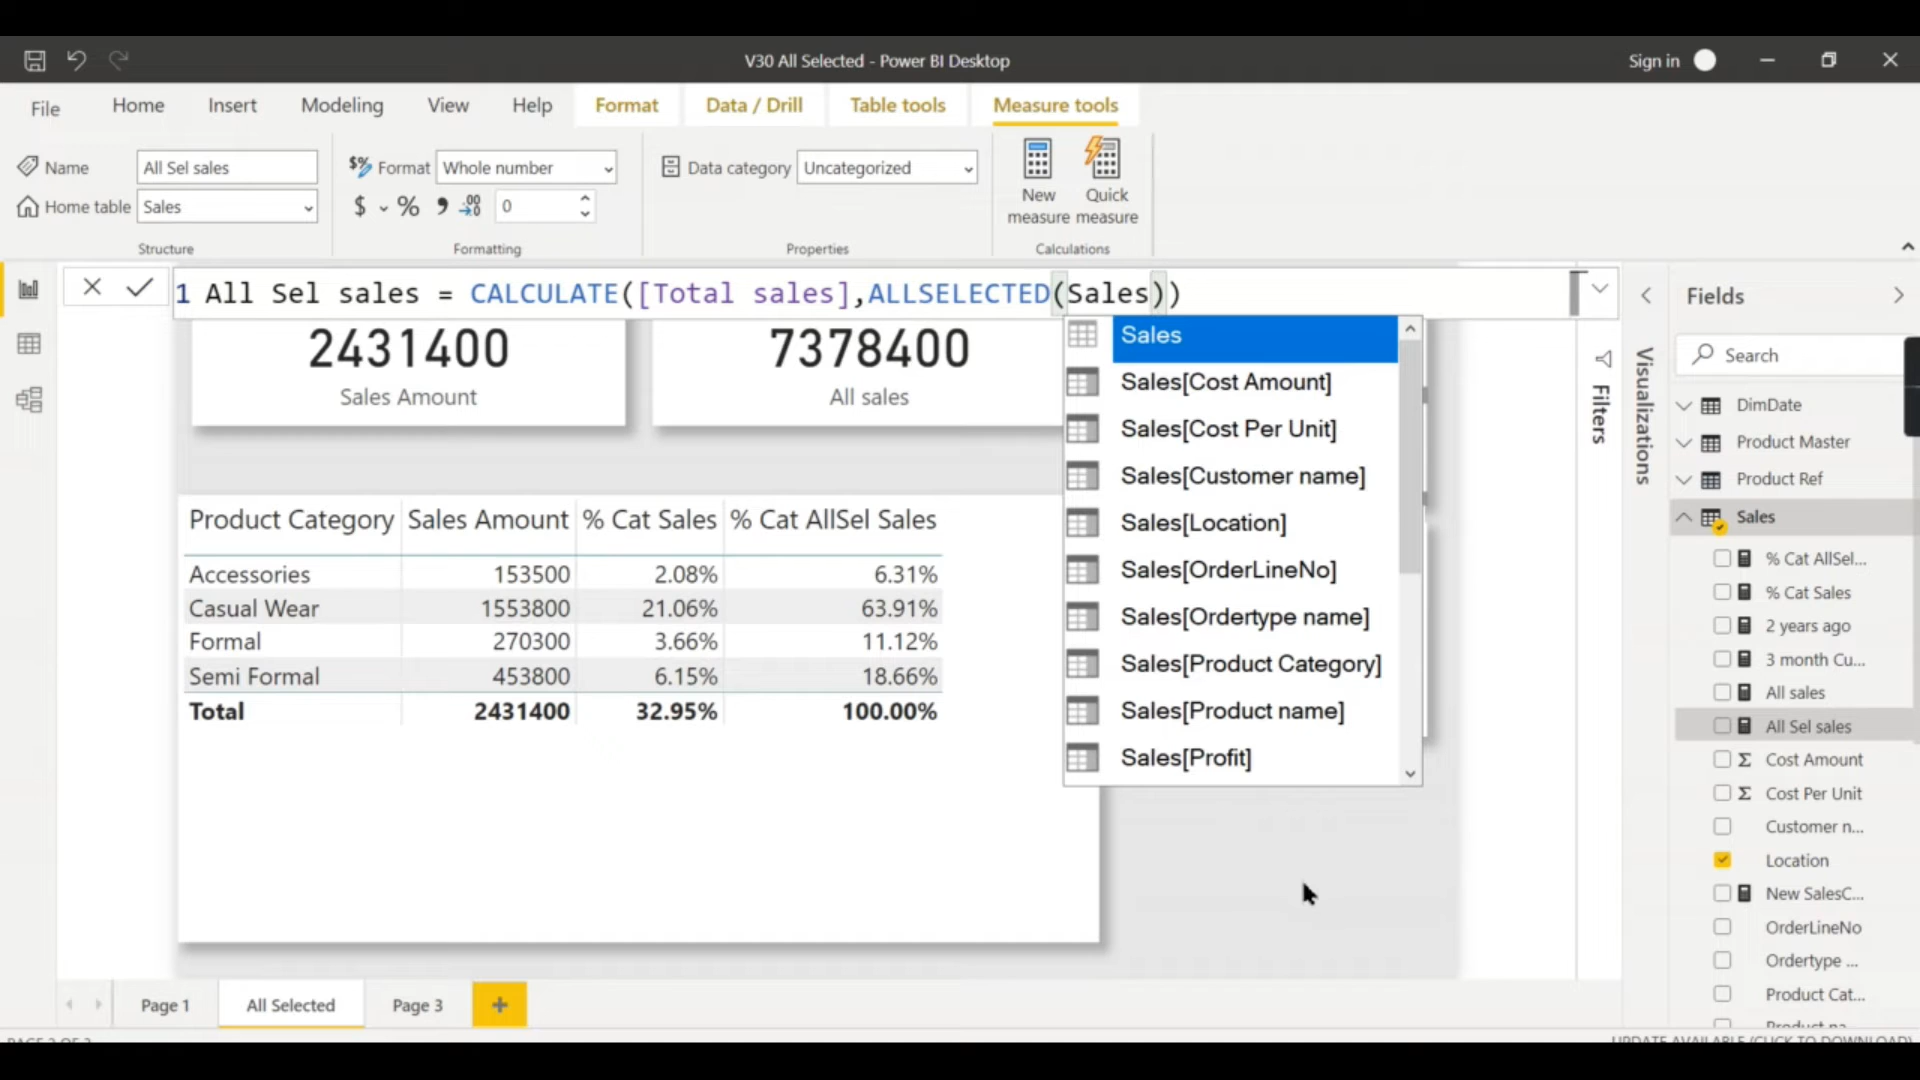 V30 All Selected - Power BI Desktop
Sign in
File Home Insert Modeling View Help Format Data / Drill Table tools Measure tools
Name All Sel sales
Home table Sales
Structure
$% Format Whole number
$ % , .00 0
Formatting
Data category Uncategorized
Properties
New measure
Quick measure
Calculations
1 All Sel sales = CALCULATE([Total sales],ALLSELECTED(Sales))
2431400
Sales Amount
7378400
All sales
Sales
Sales[Cost Amount]
Sales[Cost Per Unit]
Sales[Customer name]
Sales[Location]
Sales[OrderLineNo]
Sales[Ordertype name]
Sales[Product Category]
Sales[Product name]
Sales[Profit]
Product Category Sales Amount % Cat Sales % Cat AllSel Sales
Accessories 153500 2.08% 6.31%
Casual Wear 1553800 21.06% 63.91%
Formal 270300 3.66% 11.12%
Semi Formal 453800 6.15% 18.66%
Total 2431400 32.95% 100.00%
Filters
Visualizations
Fields
Search
DimDate
Product Master
Product Ref
Sales
% Cat AllSel...
% Cat Sales
2 years ago
3 month Cu...
All sales
All Sel sales
Σ Cost Amount
Σ Cost Per Unit
Customer n...
Location
New SalesC...
OrderLineNo
Ordertype ...
Product Cat...
Page 1 All Selected Page 3 +
UPDATE AVAILABLE (CLICK TO DOWNLOAD)